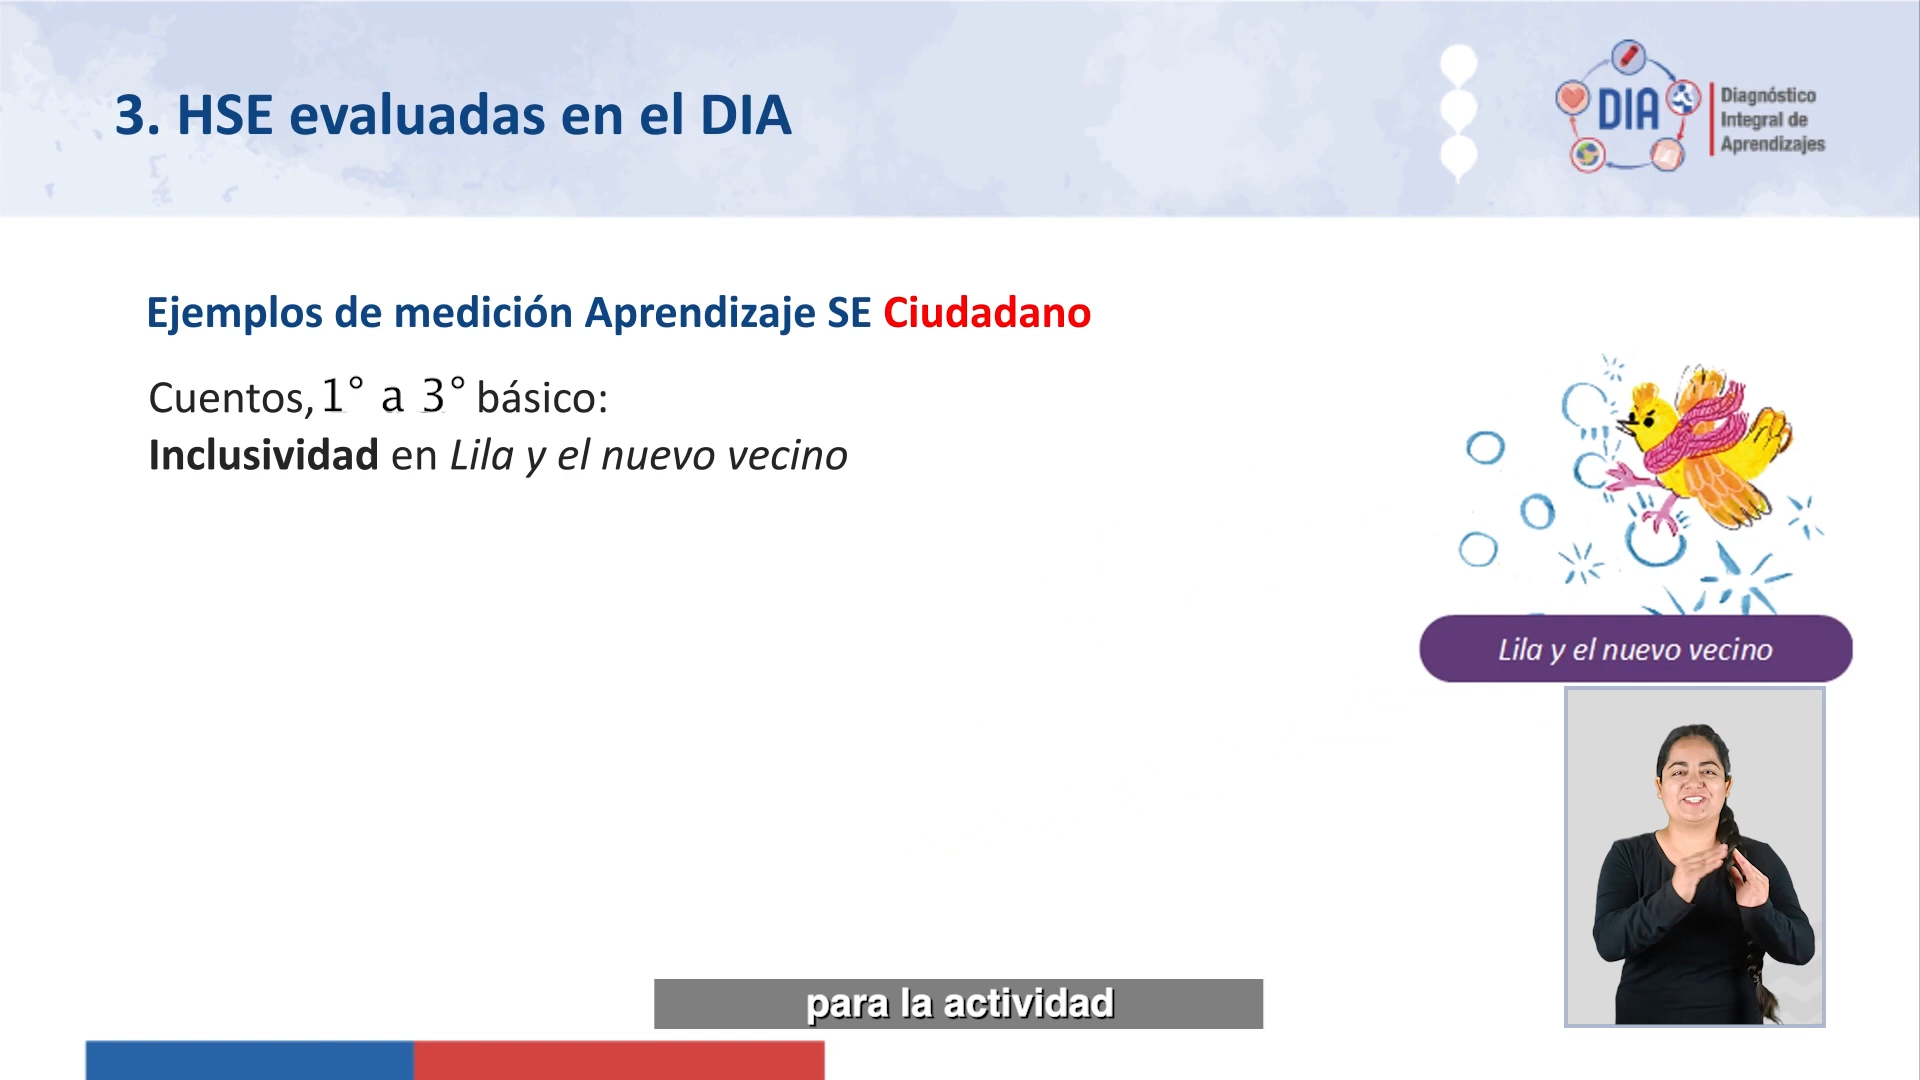 3. HSE evaluadas en el DIA
DIA
Diagnóstico
Integral de
Aprendizajes
Ejemplos de medición Aprendizaje SE Ciudadano
Cuentos, 1° a 3° básico:
Inclusividad en Lila y el nuevo vecino
Lila y el nuevo vecino
para la actividad